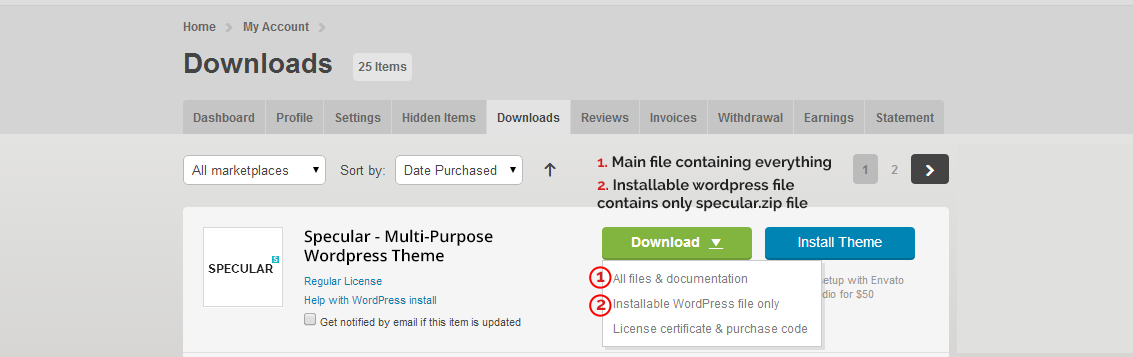 Home > My Account >
Downloads 25 Items
Dashboard Profile Settings Hidden Items Downloads Reviews Invoices Withdrawal Earnings Statement
All marketplaces Sort by: Date Purchased
1. Main file containing everything
2. Installable wordpress file
contains only specular.zip file
1 2
SPECULAR S
Specular - Multi-Purpose
Wordpress Theme
Regular License
Help with WordPress install
Get notified by email if this item is updated
Download Install Theme
1 All files & documentation
2 Installable WordPress file only
License certificate & purchase code
etup with Envato
dio for $50